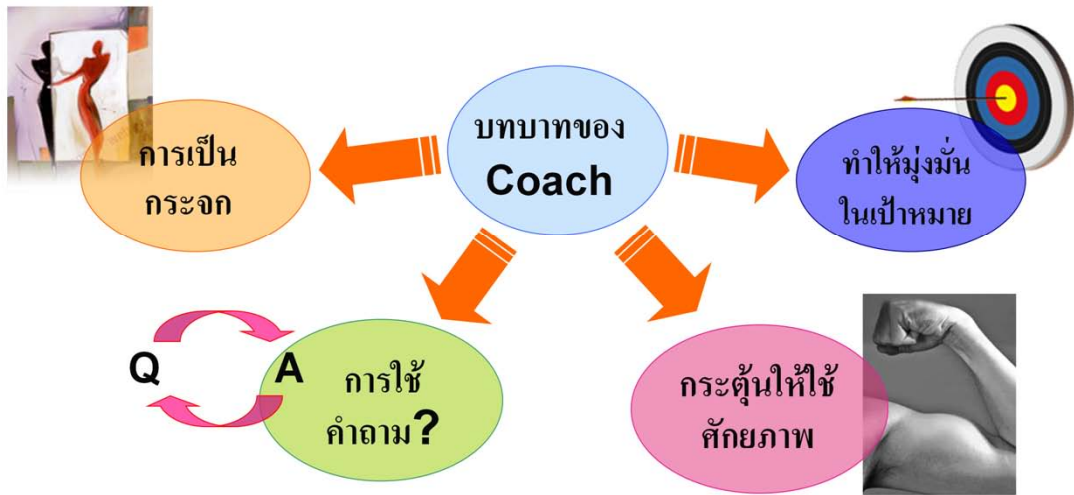 บทบาทของ
Coach
การเป็น
กระจก
ทำให้มุ่งมั่น
ในเป้าหมาย
Q
A
การใช้
คำถาม?
กระตุ้นให้ใช้
ศักยภาพ